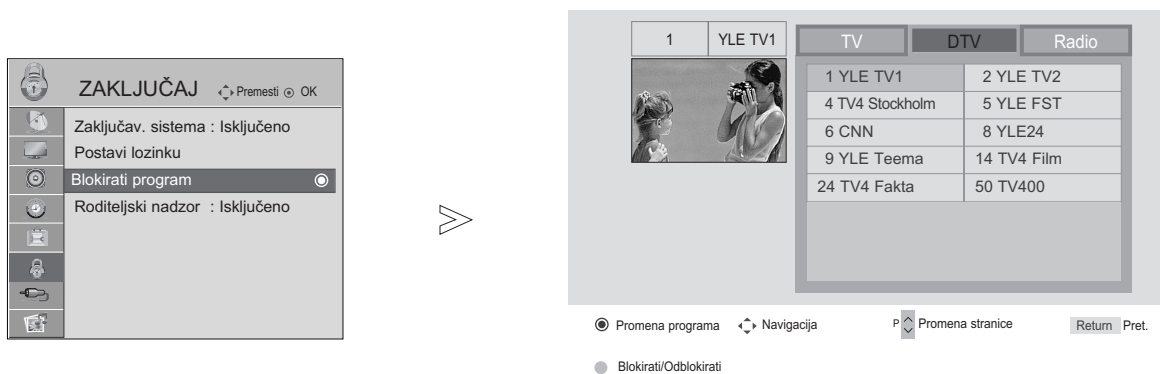 ZAKLJUČAJ Premesti OK
Zaključav. sistema : Isključeno
Postavi lozinku
Blokirati program
Roditeljski nadzor : Isključeno
1 YLE TV1
TV DTV Radio
1 YLE TV1 2 YLE TV2
4 TV4 Stockholm 5 YLE FST
6 CNN 8 YLE24
9 YLE Teema 14 TV4 Film
24 TV4 Fakta 50 TV400
Promena programa Navigacija P Promena stranice Return Pret.
Blokirati/Odblokirati